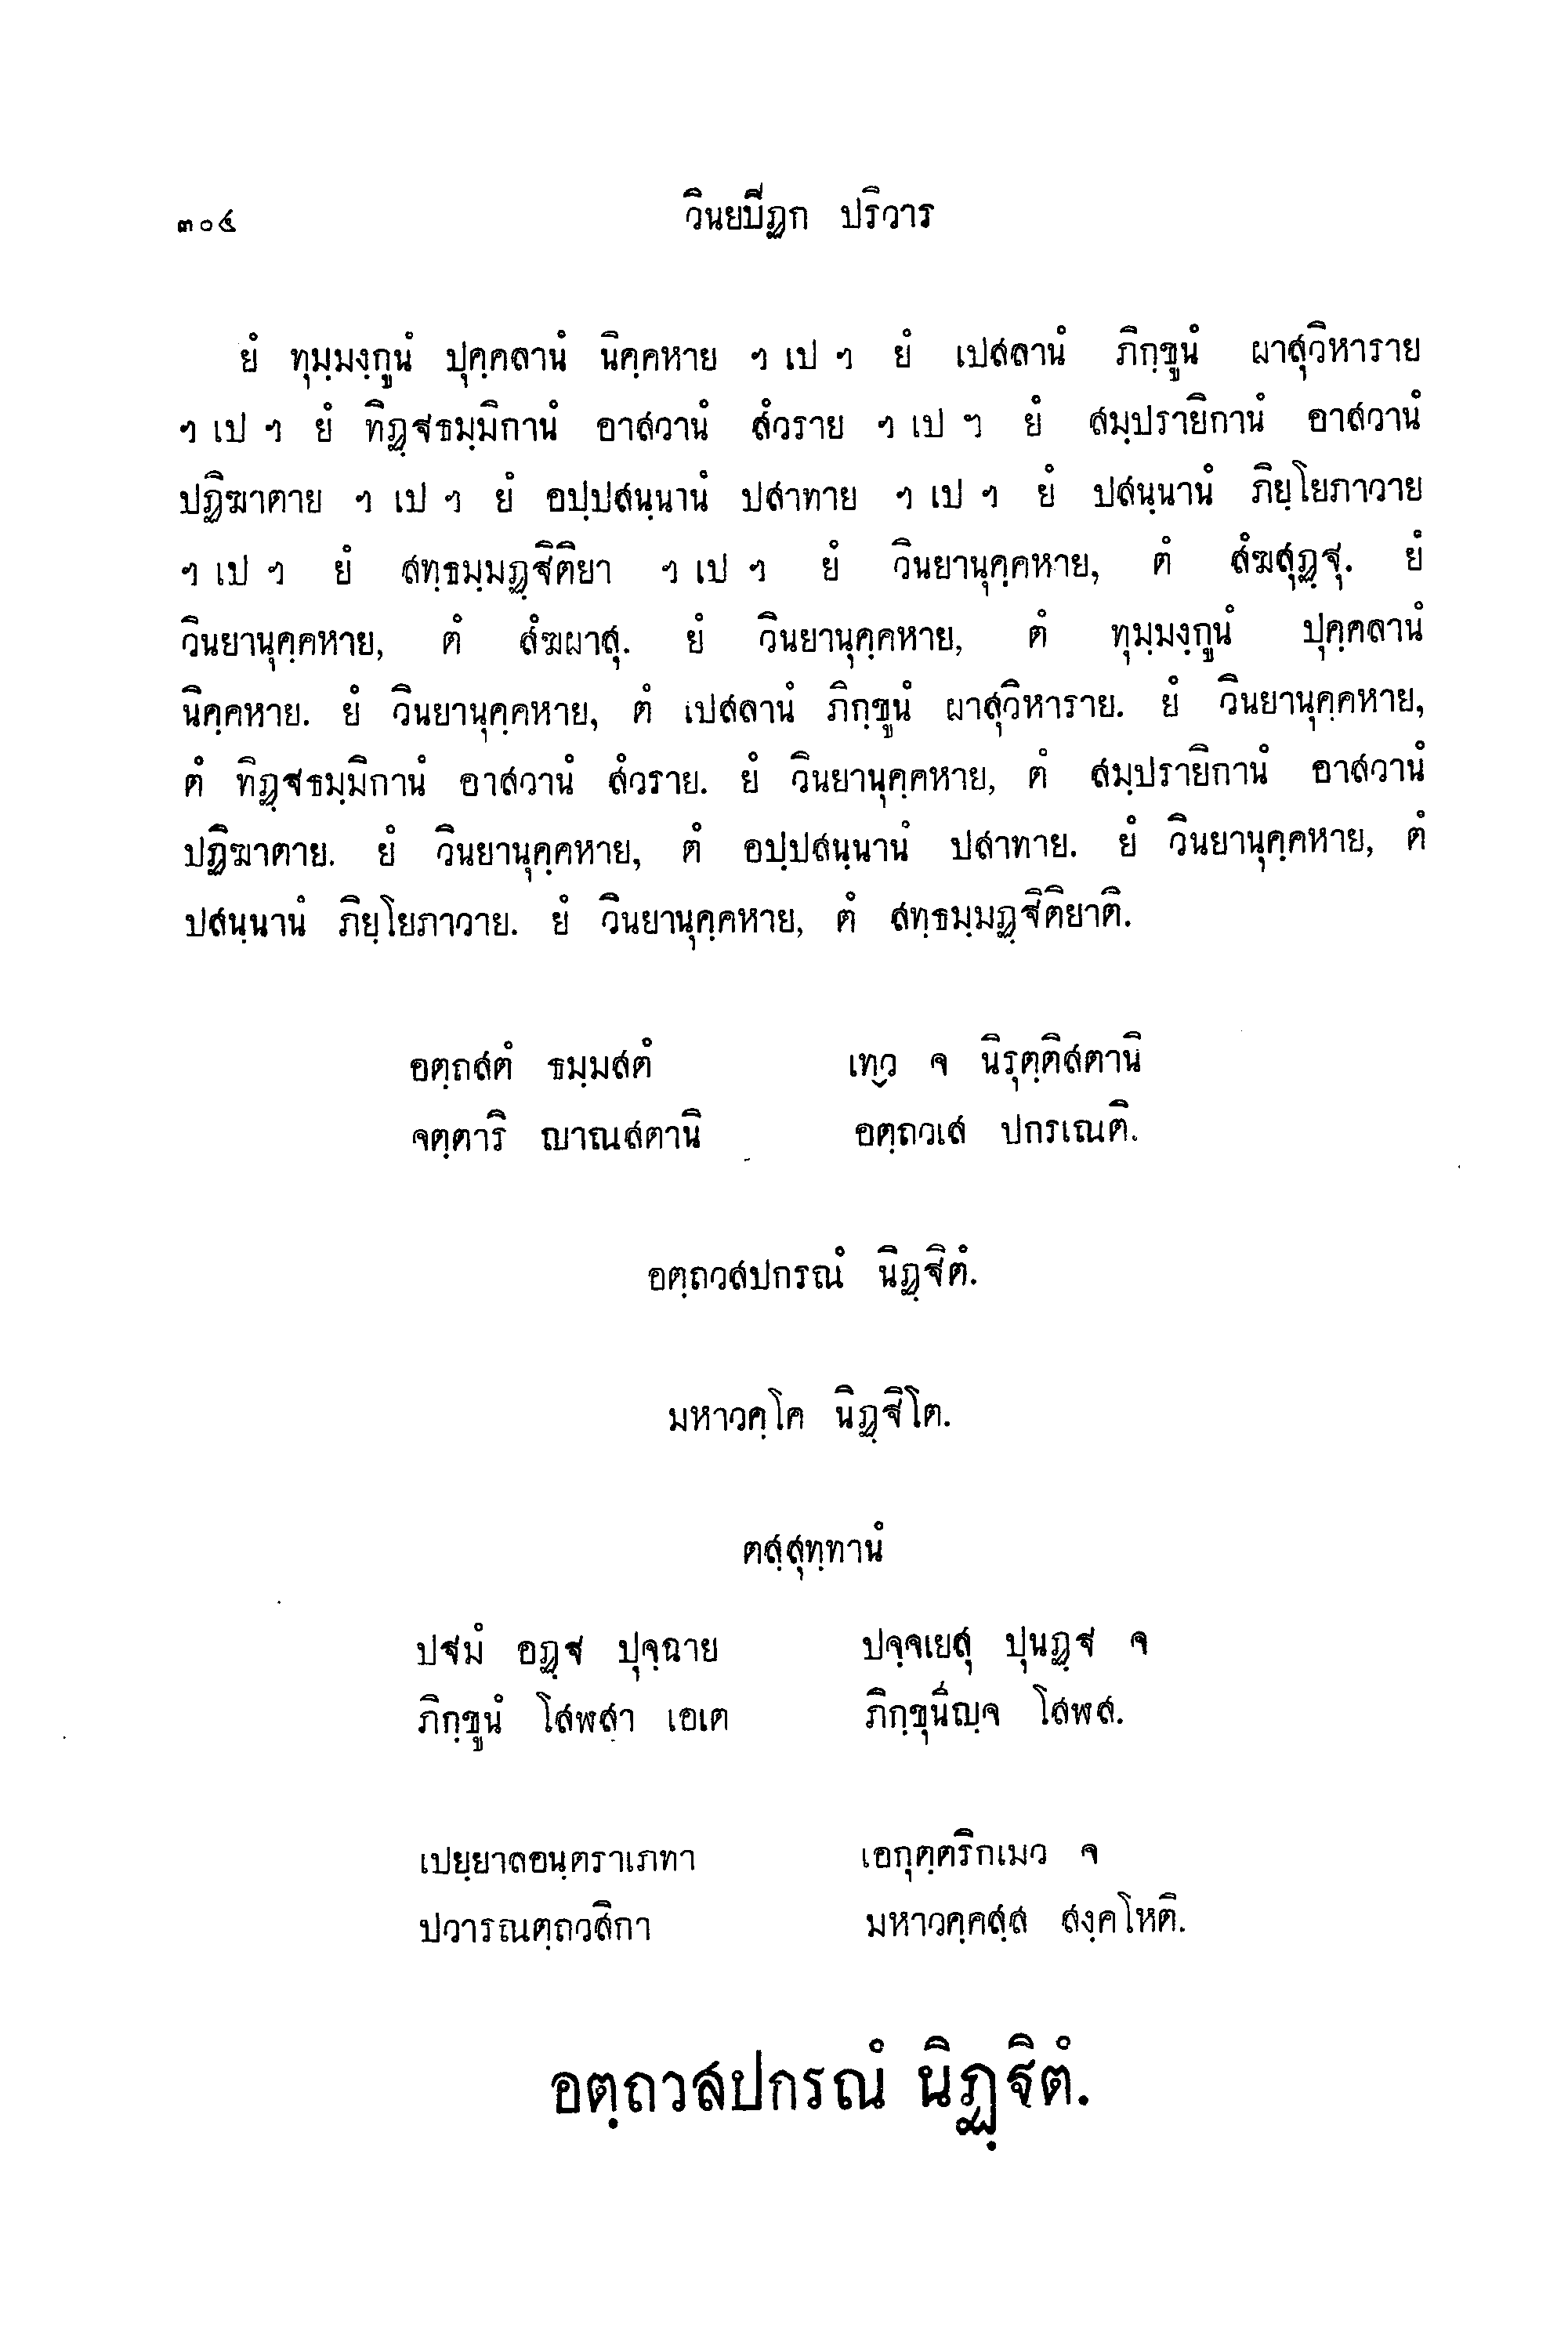 ๓๐๔ วินยปิฏก ปริวาร
ยํ ทุมฺมงฺกูนํ ปุคฺคลานํ นิคฺคหาย ฯ เป ฯ ยํ เปสลานํ ภิกฺขูนํ ผาสุวิหาราย
ฯ เป ฯ ยํ ทิฏฺฐธมฺมิกานํ อาสวานํ สํวราย ฯ เป ฯ ยํ สมฺปรายิกานํ อาสวานํ
ปฏิฆาตาย ฯ เป ฯ ยํ อปฺปสนฺนานํ ปสาทาย ฯ เป ฯ ยํ ปสนฺนานํ ภิยฺโยภาวาย
ฯ เป ฯ ยํ สทฺธมฺมฏฺฐิติยา ฯ เป ฯ ยํ วินยานุคฺคหาย, ตํ สํฆสุฏฺฐุ. ยํ
วินยานุคฺคหาย, ตํ สํฆผาสุ. ยํ วินยานุคฺคหาย, ตํ ทุมฺมงฺกูนํ ปุคฺคลานํ
นิคฺคหาย. ยํ วินยานุคฺคหาย, ตํ เปสลานํ ภิกฺขูนํ ผาสุวิหาราย. ยํ วินยานุคฺคหาย,
ตํ ทิฏฺฐธมฺมิกานํ อาสวานํ สํวราย. ยํ วินยานุคฺคหาย, ตํ สมฺปรายิกานํ อาสวานํ
ปฏิฆาตาย. ยํ วินยานุคฺคหาย, ตํ อปฺปสนฺนานํ ปสาทาย. ยํ วินยานุคฺคหาย, ตํ
ปสนฺนานํ ภิยฺโยภาวาย. ยํ วินยานุคฺคหาย, ตํ สทฺธมฺมฏฺฐิติยาติ.
อตฺถสตํ ธมฺมสตํ เทฺว จ นิรุตฺติสตานิ
จตฺตาริ ญาณสตานิ อตฺถวเส ปกรเณติ.
อตฺถวสปกรณํ นิฏฺฐิตํ.
มหาวคฺโค นิฏฺฐิโต.
ตสฺสุทฺทานํ
ปฐมํ อฏฺฐ ปุจฺฉาย ปจฺจเยสุ ปุนฏฺฐ จ
ภิกฺขูนํ โสฬสา เอเต ภิกฺขุนีญฺจ โสฬส.
เปยฺยาลอนฺตราเภทา เอกุตฺตริกเมว จ
ปวารณตฺถวสิกา มหาวคฺคสฺส สงฺคโหติ.
อตฺถวสปกรณํ นิฏฺฐิตํ.